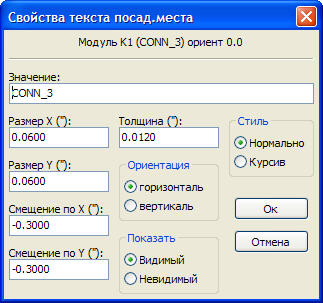 Свойства текста посад.места
Модуль K1 (CONN_3) ориент 0.0
Значение:
CONN_3
Размер X ("):
0.0600
Толщина ("):
0.0120
Стиль
Нормально
Курсив
Размер Y ("):
0.0600
Ориентация
горизонталь
вертикаль
Смещение по X ("):
-0.3000
Смещение по Y ("):
-0.3000
Показать
Видимый
Невидимый
Ок
Отмена